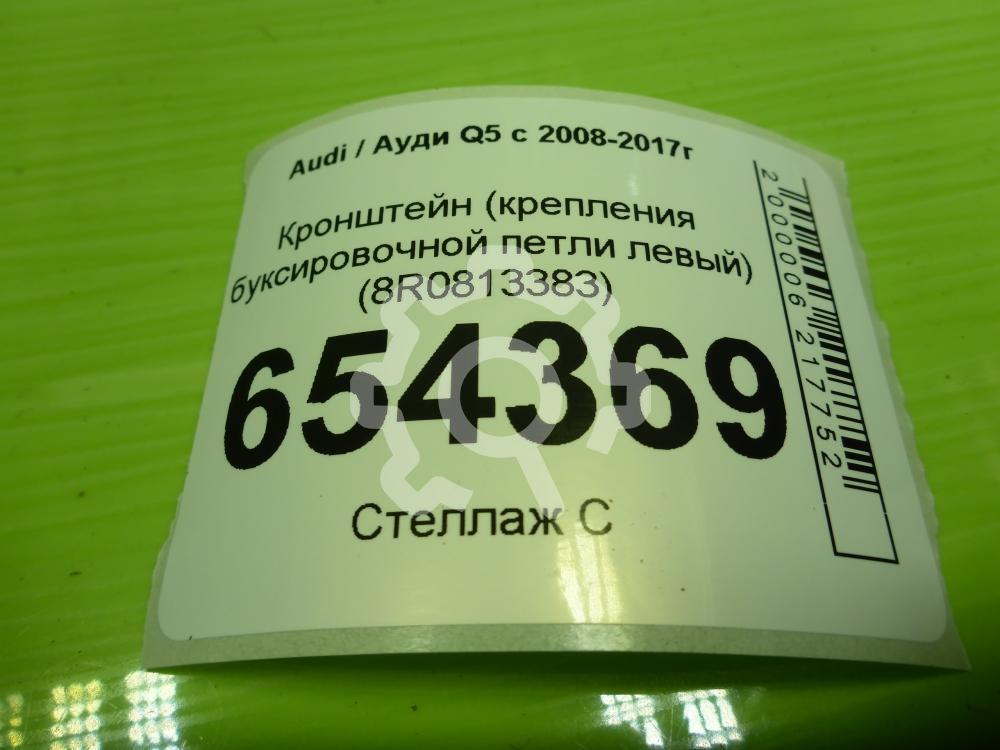 Audi / Ауди Q5 с 2008-2017г
Кронштейн (крепления
буксировочной петли левый)
(8R0813383)
654369
Стеллаж С
2000006217752